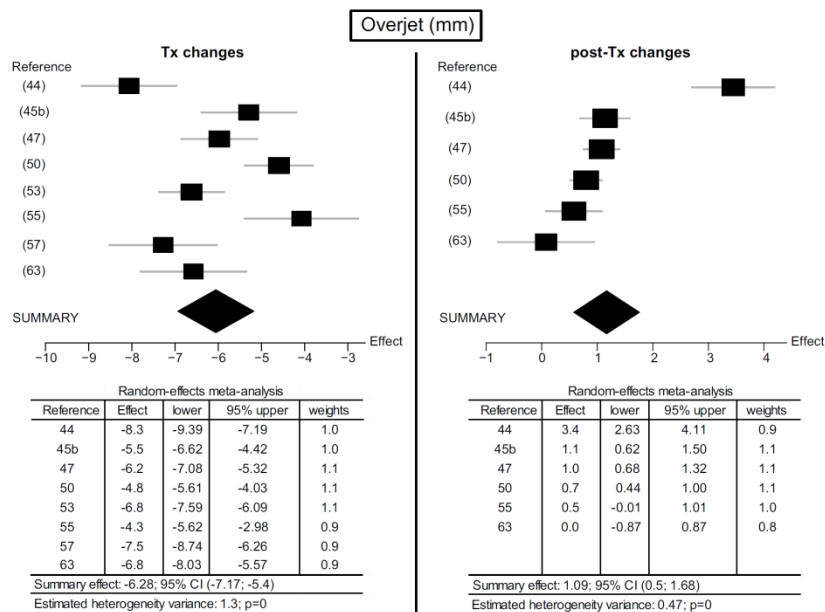 Overjet (mm)
Tx changes
Reference
(44)
(45b)
(47)
(50)
(53)
(55)
(57)
(63)
SUMMARY
Effect
−10 −9 −8 −7 −6 −5 −4 −3
Random-effects meta-analysis
Reference Effect lower 95% upper weights
44 -8.3 -9.39 -7.19 1.0
45b -5.5 -6.62 -4.42 1.0
47 -6.2 -7.08 -5.32 1.1
50 -4.8 -5.61 -4.03 1.1
53 -6.8 -7.59 -6.09 1.1
55 -4.3 -5.62 -2.98 0.9
57 -7.5 -8.74 -6.26 0.9
63 -6.8 -8.03 -5.57 0.9
Summary effect: -6.28; 95% CI (-7.17; -5.4)
Estimated heterogeneity variance: 1.3; p=0
post-Tx changes
Reference
(44)
(45b)
(47)
(50)
(55)
(63)
SUMMARY
Effect
−1 0 1 2 3 4
Random-effects meta-analysis
Reference Effect lower 95% upper weights
44 3.4 2.63 4.11 0.9
45b 1.1 0.62 1.50 1.1
47 1.0 0.68 1.32 1.1
50 0.7 0.44 1.00 1.1
55 0.5 -0.01 1.01 1.0
63 0.0 -0.87 0.87 0.8
Summary effect: 1.09; 95% CI (0.5; 1.68)
Estimated heterogeneity variance: 0.47; p=0